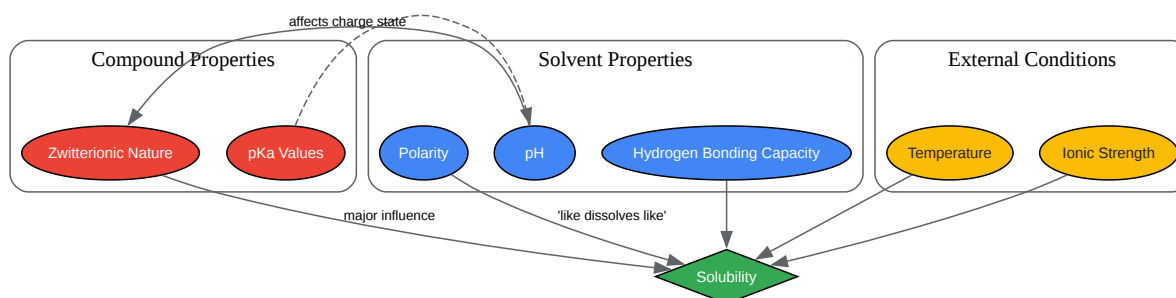 affects charge state
Compound Properties
Solvent Properties
External Conditions
Zwitterionic Nature
pKa Values
Polarity
pH
Hydrogen Bonding Capacity
Temperature
Ionic Strength
major influence
'like dissolves like'
Solubility